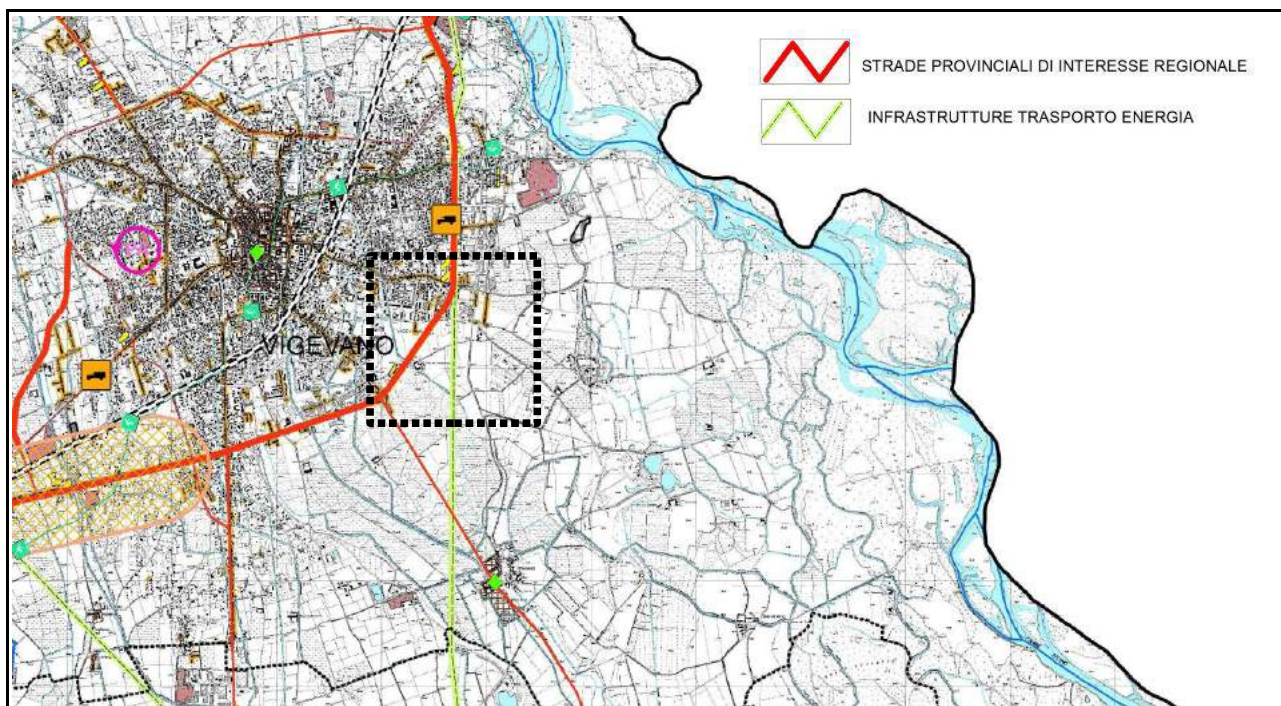 STRADE PROVINCIALI DI INTERESSE REGIONALE
INFRASTRUTTURE TRASPORTO ENERGIA
VIGEVANO